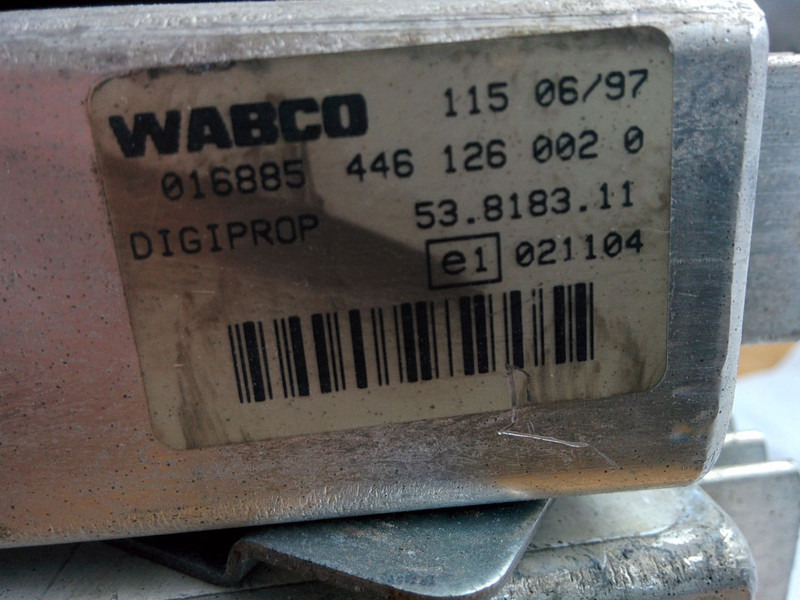 WABCO 115 06/97
016885 446 126 002 0
53.8183.11
DIGIPROP
e1 021104